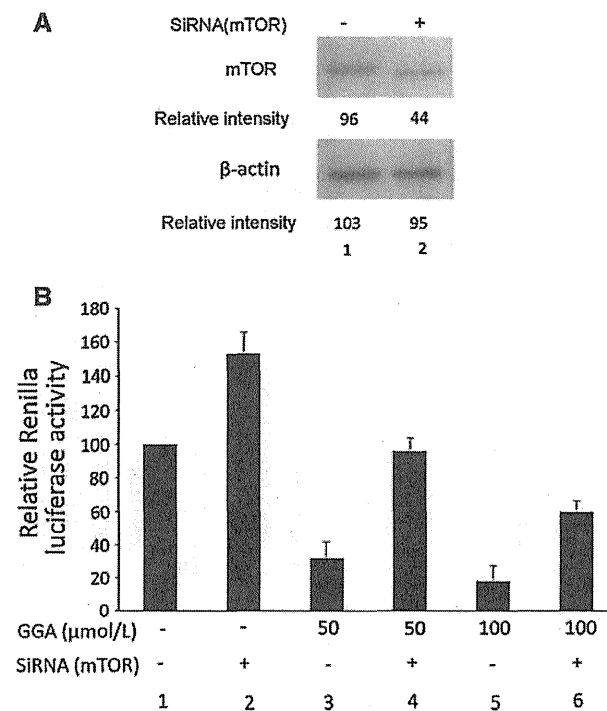 A
SiRNA(mTOR) - +
mTOR
Relative intensity 96 44
β-actin
Relative intensity 103 95
1 2
B
Relative Renilla
luciferase activity
180
160
140
120
100
80
60
40
20
0
GGA (μmol/L) - - 50 50 100 100
SiRNA (mTOR) - + - + - +
1 2 3 4 5 6